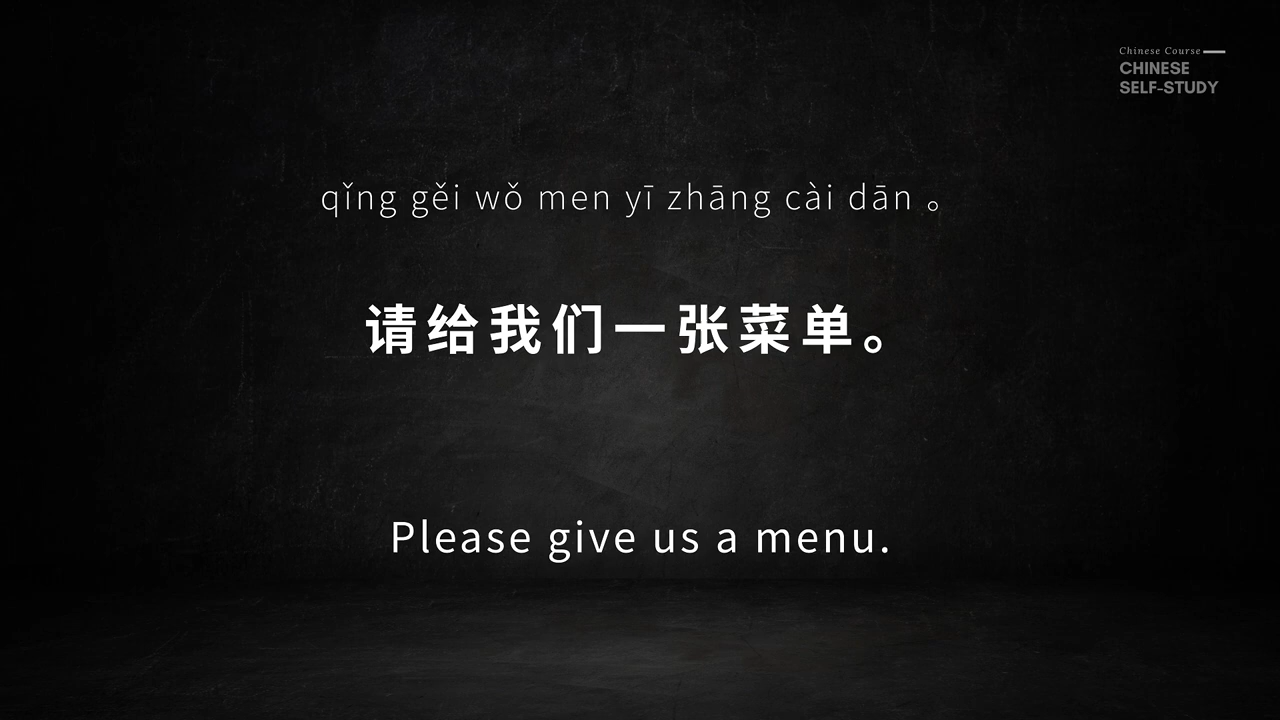 Chinese Course
CHINESE
SELF-STUDY
qǐng gěi wǒ men yī zhāng cài dān 。
请给我们一张菜单。
Please give us a menu.